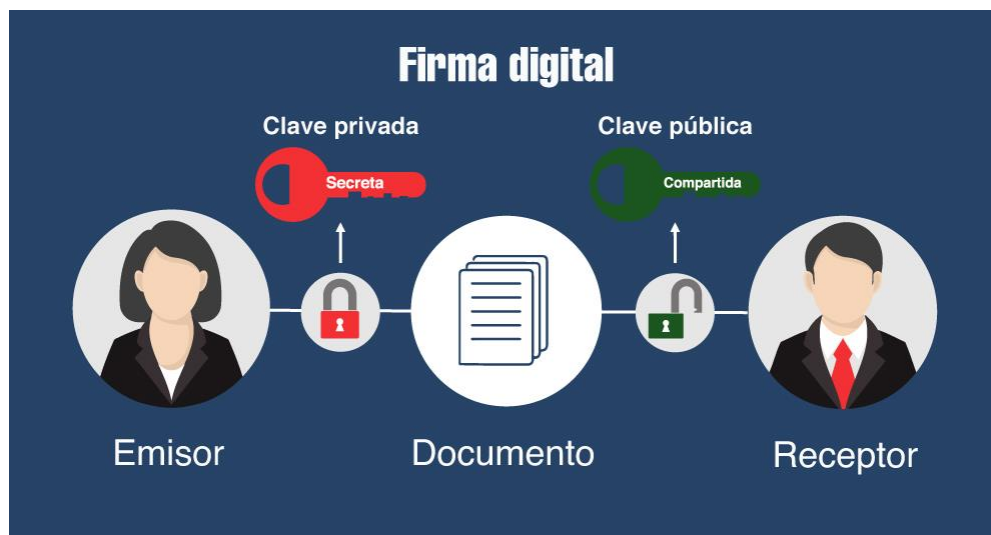 Firma digital
Clave privada
Clave pública
Secreta
Compartida
Emisor
Documento
Receptor